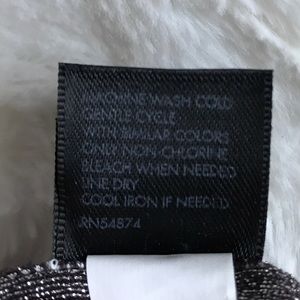 MACHINE WASH COLD
GENTLE CYCLE
WITH SIMILAR COLORS
ONLY NON-CHLORINE
BLEACH WHEN NEEDED
LINE DRY
COOL IRON IF NEEDED
RN54874